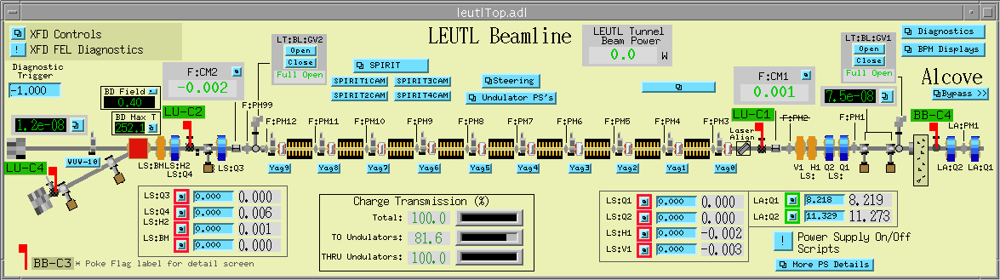 leutlTop.adl
XFD Controls
! XFD FEL Diagnostics
LEUTL Beamline
LEUTL Tunnel
Beam Power
0.0 W
Diagnostics
BPM Displays
LT:BL:GV2
Open
Close
Full Open
LT:BL:GV1
Open
Close
Full Open
Diagnostic
Trigger
-1.000
F:CM2
-0.002
SPIRIT
SPIRIT1CAM SPIRIT3CAM
SPIRIT2CAM SPIRIT4CAM
Steering
Undulator PS's
F:CM1
0.001
7.5e-08
Alcove
Bypass >>
BD Field
0.40
BD Max T
252.1
LU-C2
F:PM99
1.2e-08
F:PM12 F:PM11 F:PM10 F:PM9 F:PM8 F:PM7 F:PM6 F:PM5 F:PM4 F:PM3
LU-C1
F:PM2
F:PM1
BB-C4
LA:PM1
Laser
Align
LU-C4
VUV-10
LS:BM
LS:H2
LS:Q4
LS:Q3
Yag9 Yag8 Yag7 Yag6 Yag5 Yag4 Yag3 Yag2 Yag1 Yag0
V1 H1 Q2 Q1
LS: LS:
LA:Q2 LA:Q1
LS:Q3 0.000 0.000
LS:Q4 0.000 0.006
LS:H2 0.000 0.001
LS:BM 0.000 0.000
Charge Transmission (%)
Total: 100.0
TO Undulators: 81.6
THRU Undulators: 100.0
LS:Q1 0.000 0.000
LS:Q2 0.000 0.000
LS:H1 0.000 -0.002
LS:V1 0.000 -0.003
LA:Q1 8.218 8.219
LA:Q2 11.329 11.273
! Power Supply On/Off
Scripts
More PS Details
BB-C3 * Poke Flag label for detail screen